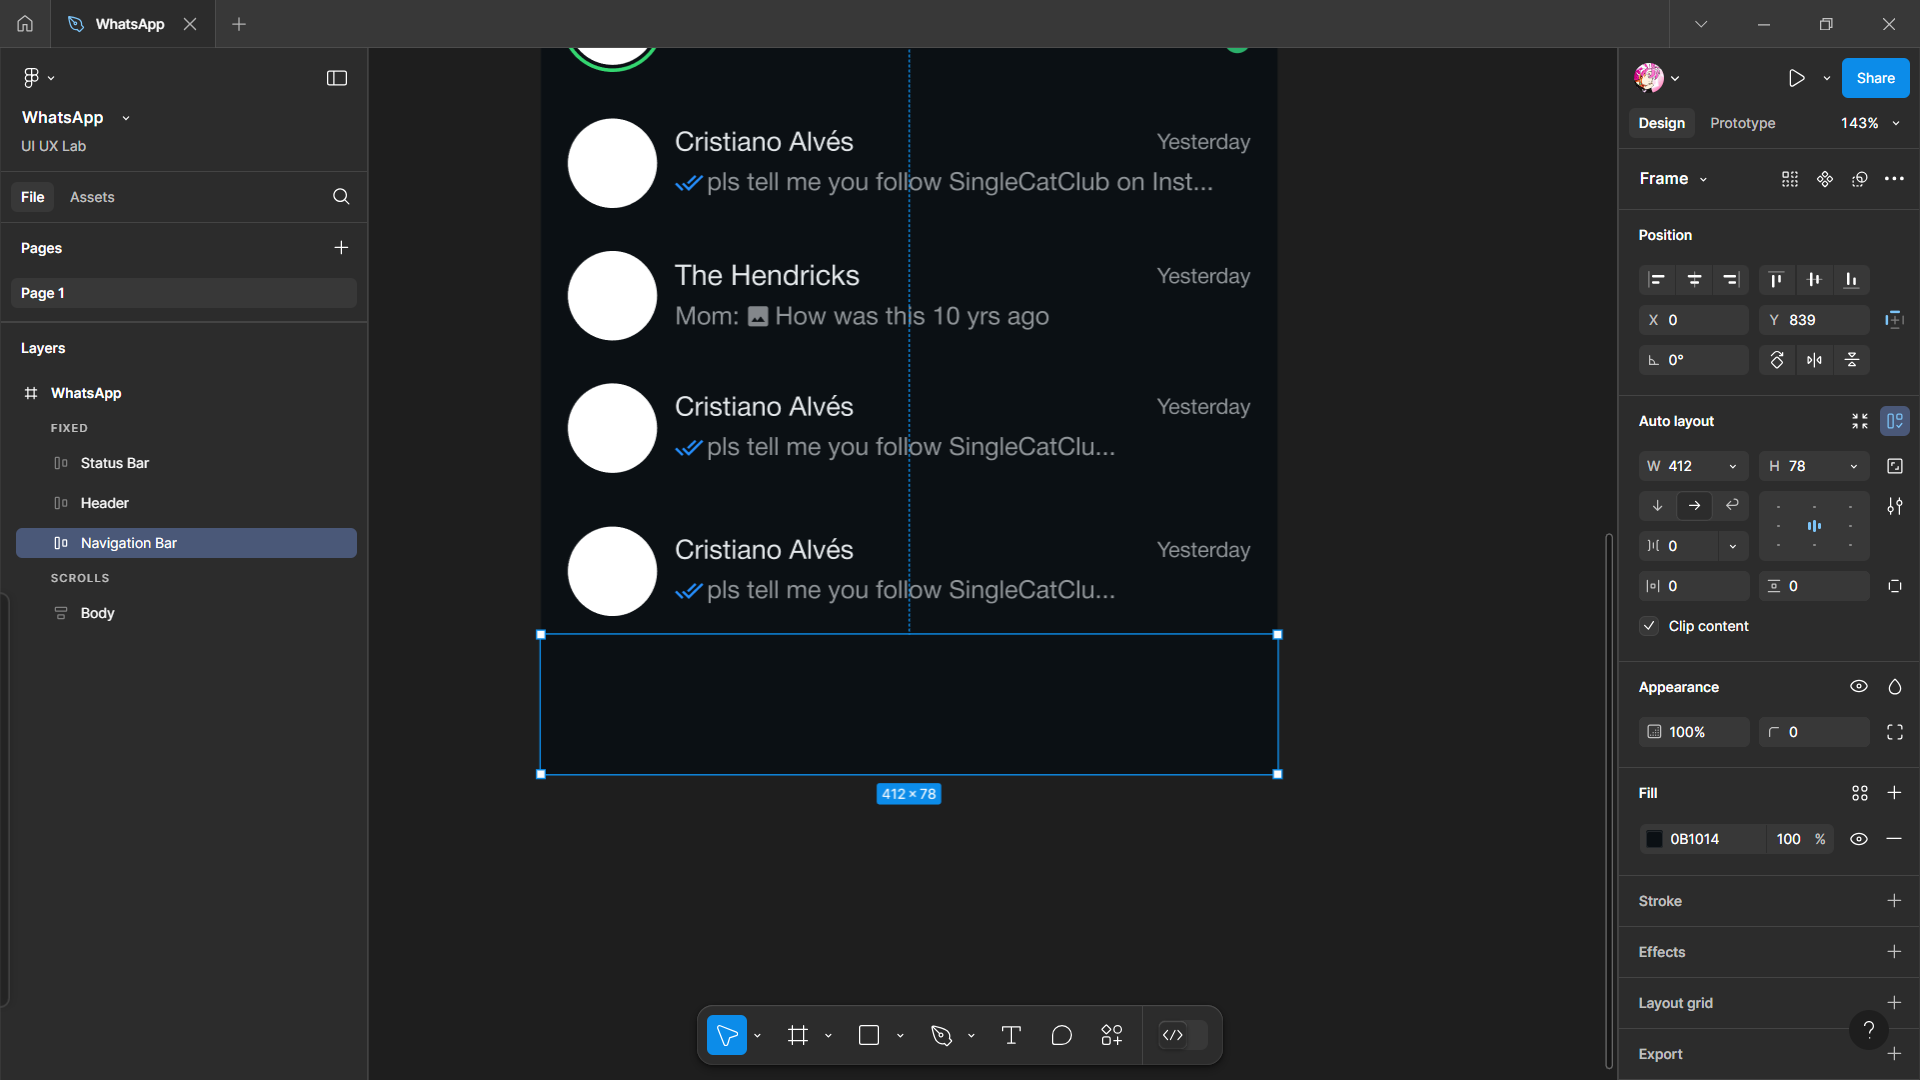 WhatsApp
WhatsApp
UI UX Lab
File
Assets
Pages
Page 1
Layers
WhatsApp
FIXED
Status Bar
Header
Navigation Bar
SCROLLS
Body
Cristiano Alvés
Yesterday
pls tell me you follow SingleCatClub on Inst...
The Hendricks
Yesterday
Mom: How was this 10 yrs ago
Cristiano Alvés
Yesterday
pls tell me you follow SingleCatClu...
Cristiano Alvés
Yesterday
pls tell me you follow SingleCatClu...
412 × 78
Share
Design
Prototype
143%
Frame
Position
X 0
Y 839
0°
Auto layout
W 412
H 78
0
0
0
Clip content
Appearance
100%
0
Fill
0B1014
100 %
Stroke
Effects
Layout grid
Export
?